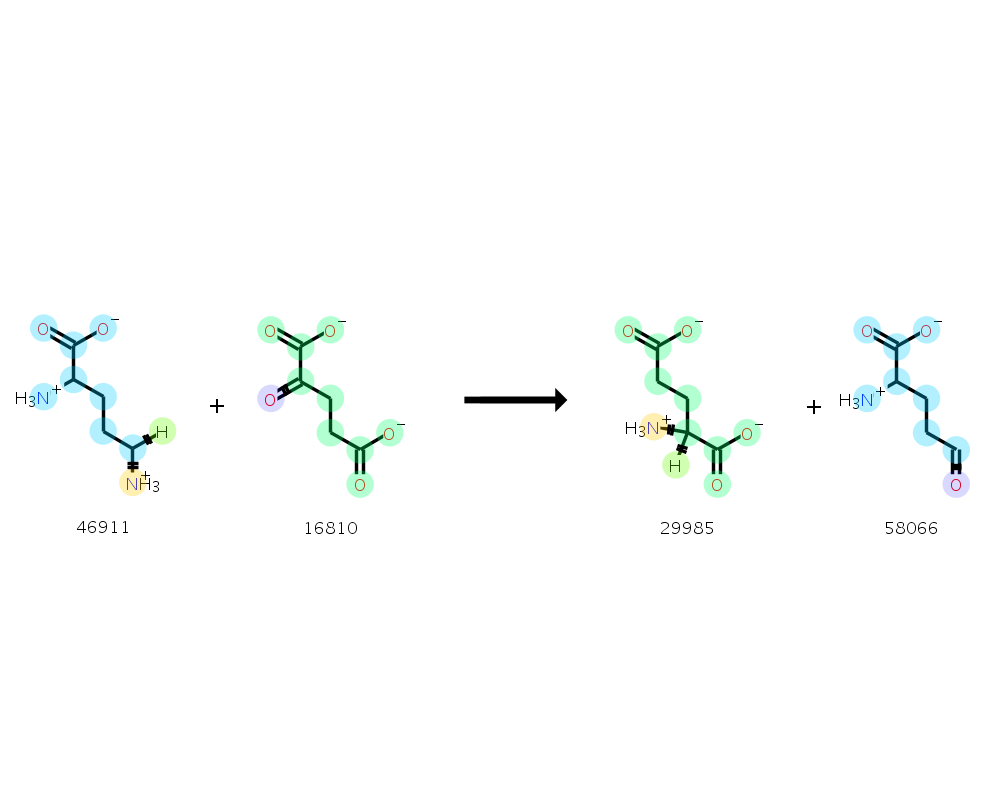 O O−
H3N+
H
NH3+
46911
+
O O−
O
O−
O
16810
O O−
H3N+
H
O−
O
29985
+
O O−
H3N+
O
58066